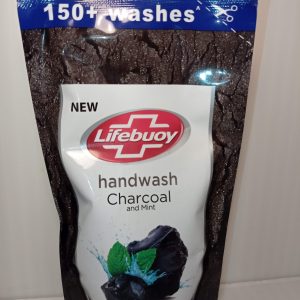 150+ washes^
NEW
Lifebuoy
handwash
Charcoal
and Mint